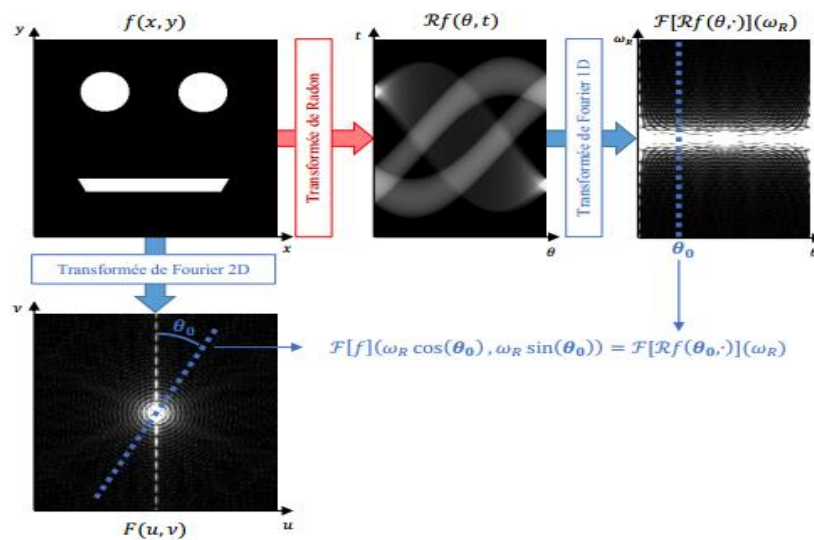 y
f(x, y)
x
Transformée de Radon
t
ℛf(θ, t)
θ
Transformée de Fourier 1D
ω_R
ℱ[ℛf(θ,·)](ω_R)
θ₀
θ
Transformée de Fourier 2D
v
θ₀
u
F(u, v)
ℱ[f](ω_R cos(θ₀), ω_R sin(θ₀)) = ℱ[ℛf(θ₀,·)](ω_R)